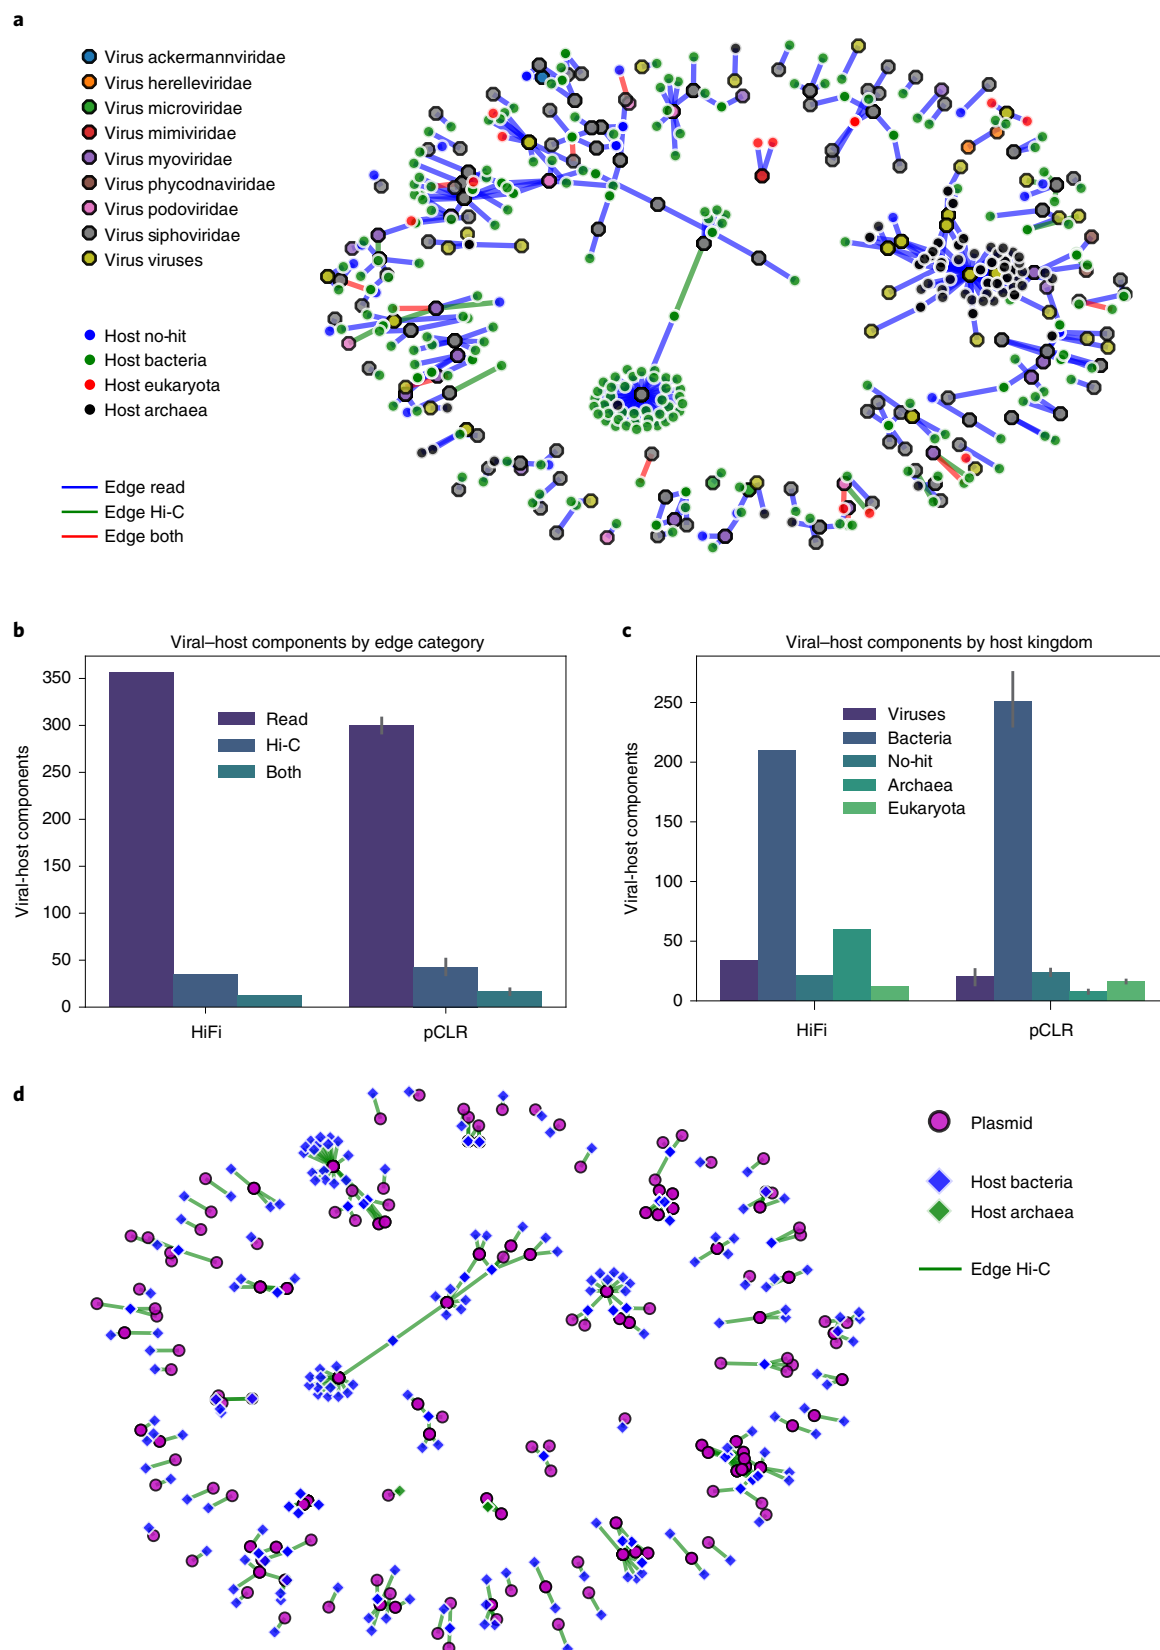 a
Virus ackermannviridae
Virus herelleviridae
Virus microviridae
Virus mimiviridae
Virus myoviridae
Virus phycodnaviridae
Virus podoviridae
Virus siphoviridae
Virus viruses
Host no-hit
Host bacteria
Host eukaryota
Host archaea
Edge read
Edge Hi-C
Edge both
b
Viral–host components by edge category
Viral-host components
350
300
250
200
150
100
50
0
Read
Hi-C
Both
HiFi
pCLR
c
Viral–host components by host kingdom
Viral-host components
250
200
150
100
50
0
Viruses
Bacteria
No-hit
Archaea
Eukaryota
HiFi
pCLR
d
Plasmid
Host bacteria
Host archaea
Edge Hi-C